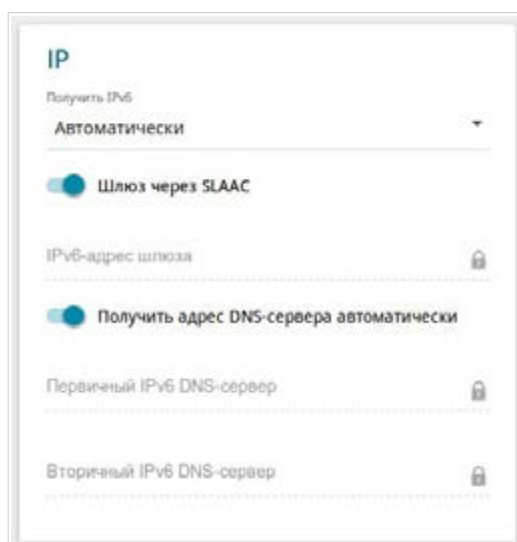 IP
Получить IPv6
Автоматически
Шлюз через SLAAC
IPv6-адрес шлюза
Получить адрес DNS-сервера автоматически
Первичный IPv6 DNS-сервер
Вторичный IPv6 DNS-сервер